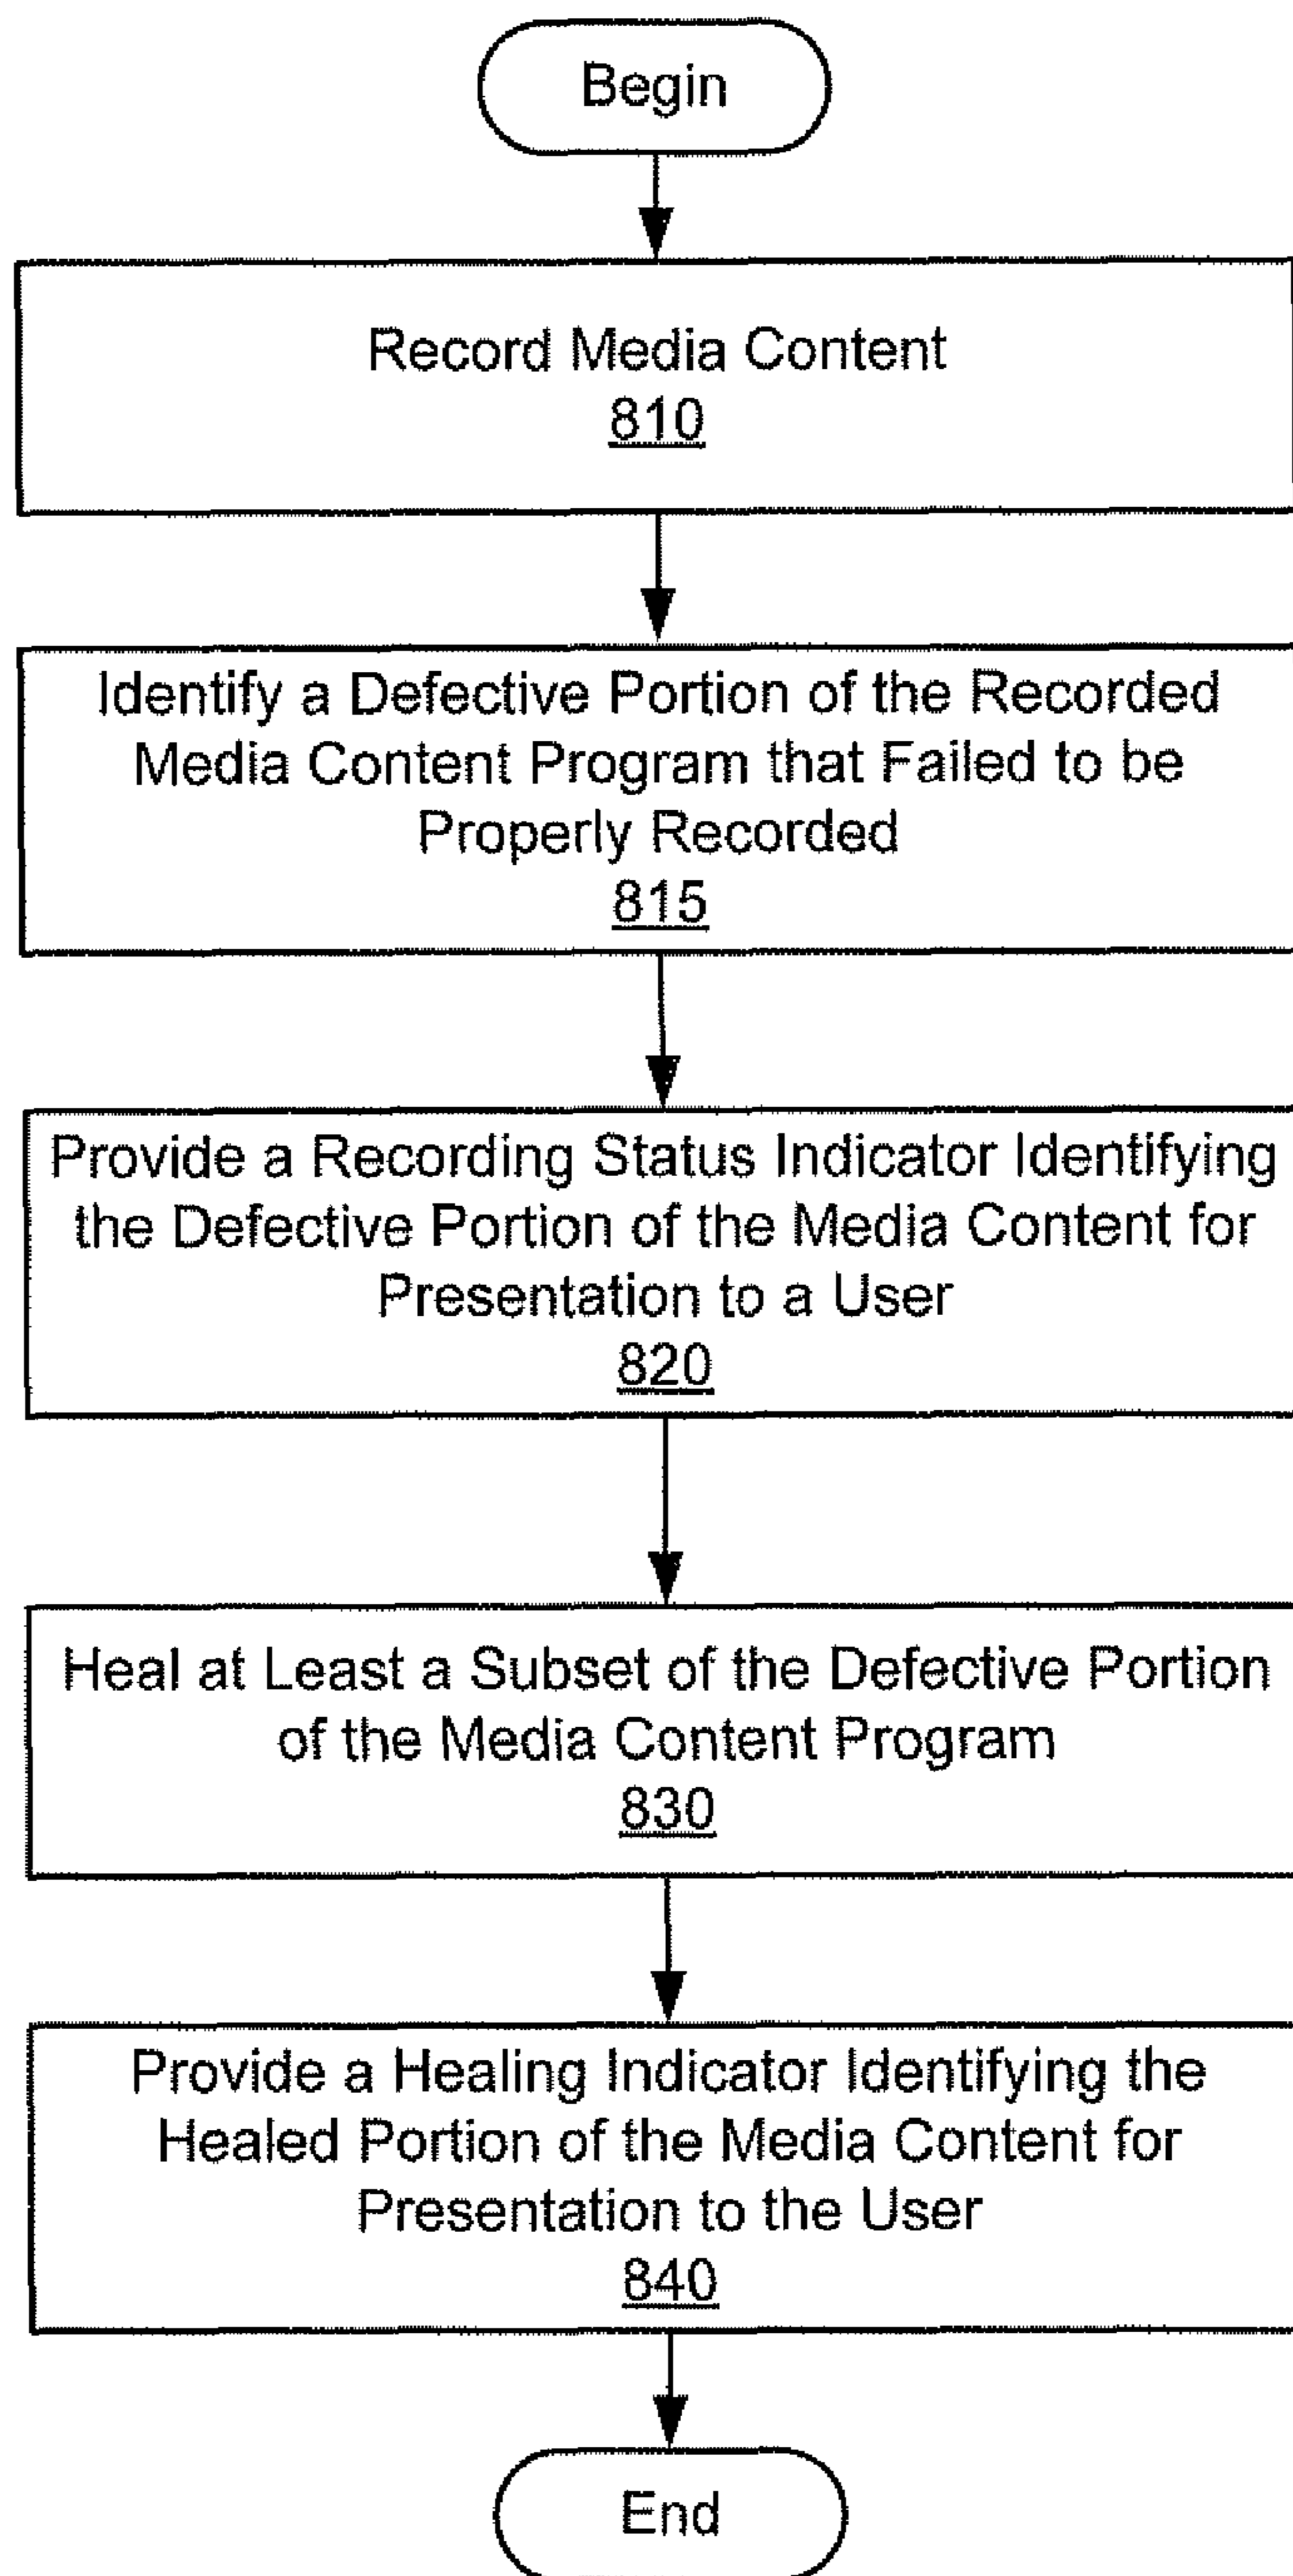 Begin
Record Media Content
810
Identify a Defective Portion of the Recorded
Media Content Program that Failed to be
Properly Recorded
815
Provide a Recording Status Indicator Identifying
the Defective Portion of the Media Content for
Presentation to a User
820
Heal at Least a Subset of the Defective Portion
of the Media Content Program
830
Provide a Healing Indicator Identifying the
Healed Portion of the Media Content for
Presentation to the User
840
End